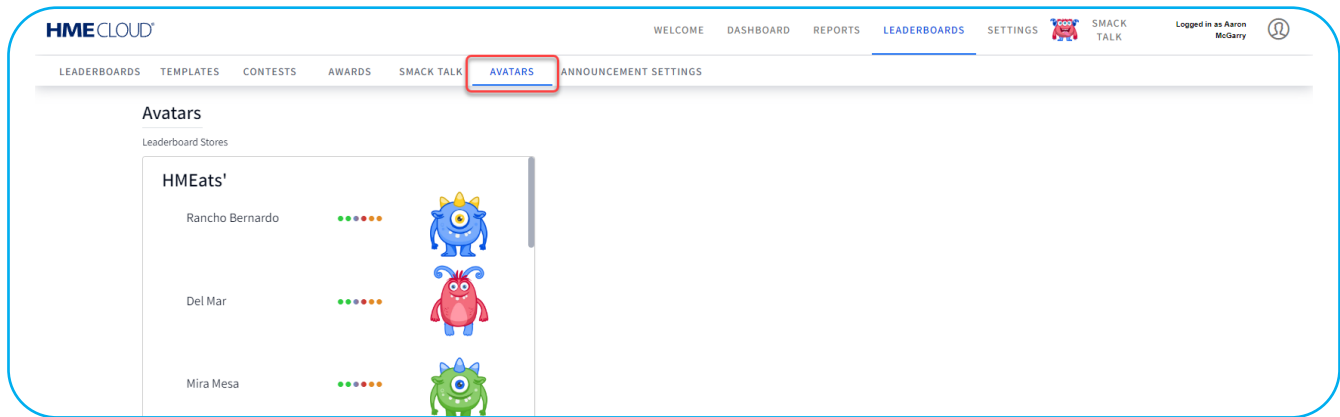 HME CLOUD®
WELCOME DASHBOARD REPORTS LEADERBOARDS SETTINGS SMACK TALK Logged in as Aaron McGarry
LEADERBOARDS TEMPLATES CONTESTS AWARDS SMACK TALK AVATARS ANNOUNCEMENT SETTINGS
Avatars
Leaderboard Stores
HMEats'
Rancho Bernardo
Del Mar
Mira Mesa